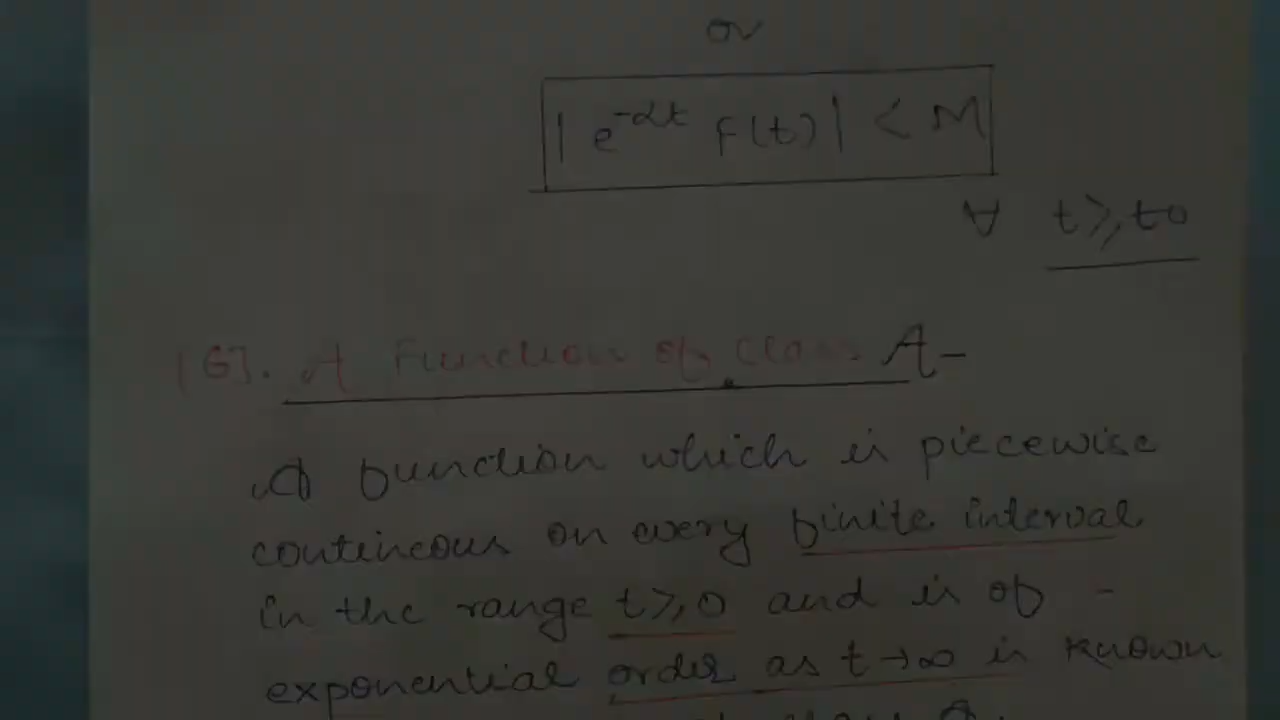 or
| e^{-αt} F(t) | < M
∀ t ≥ t0
[6]. A Function of class A-
A function which is piecewise
contineous on every finite interval
in the range t ≥ 0 and is of -
exponential order as t → ∞ is known